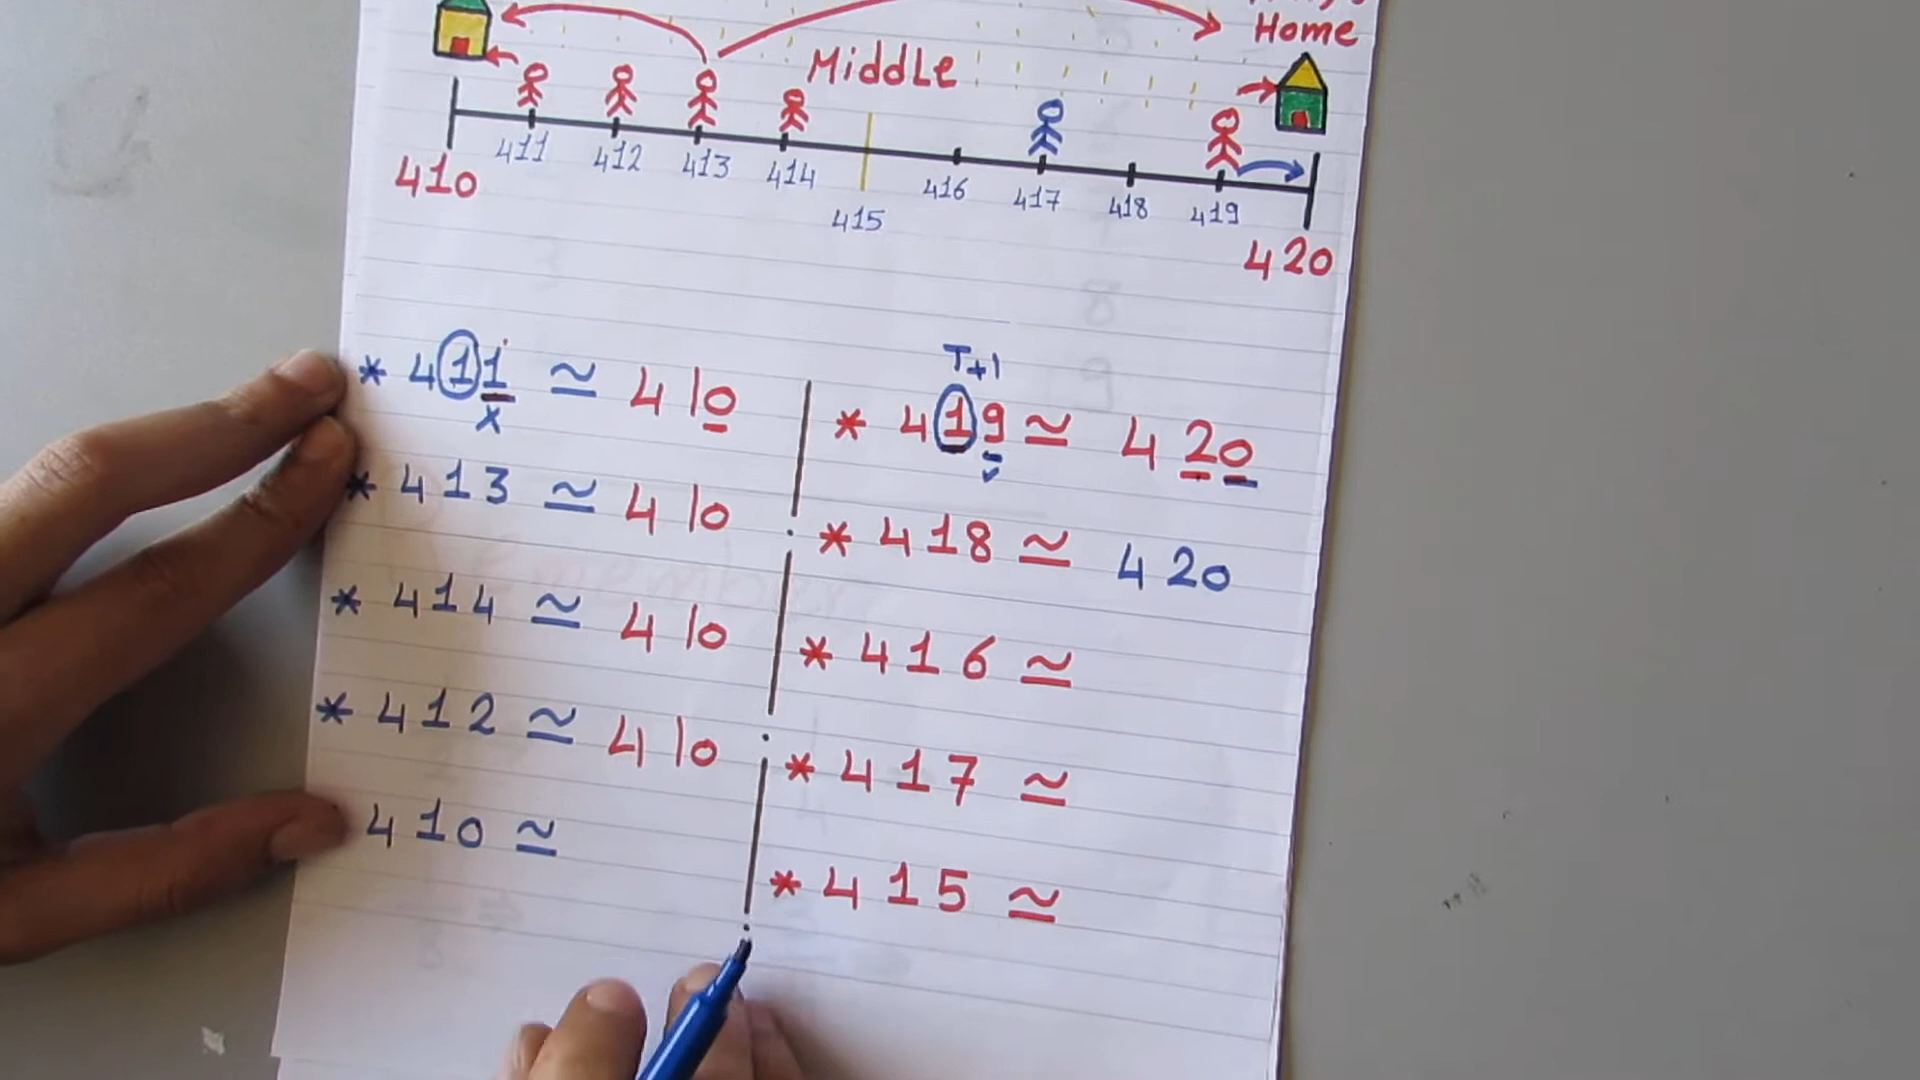 Home
Middle
410 411 412 413 414 415 416 417 418 419 420
* 411 ≃ 410
x
* 413 ≃ 410
* 414 ≃ 410
* 412 ≃ 410
410 ≃
T+1
* 419 ≃ 420
* 418 ≃ 420
* 416 ≃
* 417 ≃
* 415 ≃